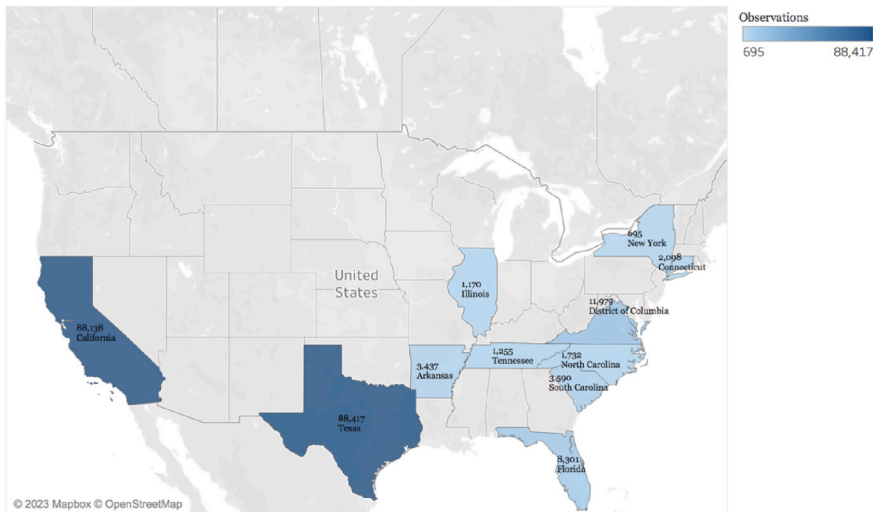 Observations
695 88,417
695
New York
2,098
Connecticut
United
States
1,170
Illinois
11,979
District of Columbia
88,138
California
1,255
Tennessee
1,732
North Carolina
3,437
Arkansas
3,590
South Carolina
88,417
Texas
8,301
Florida
© 2023 Mapbox © OpenStreetMap